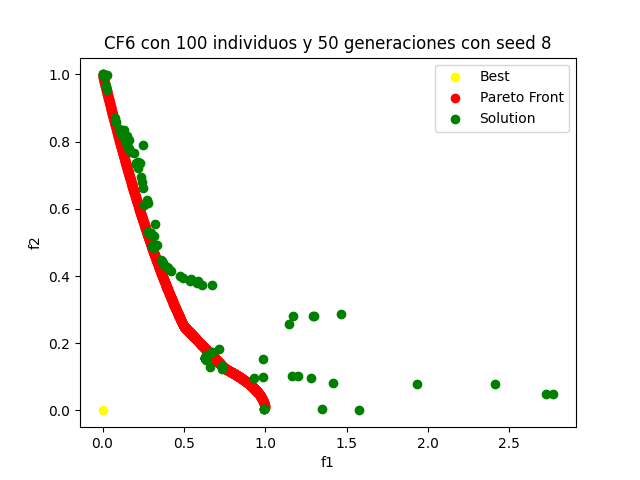 CF6 con 100 individuos y 50 generaciones con seed 8
Best
Pareto Front
Solution
1.0
0.8
0.6
0.4
0.2
0.0
f2
0.0 0.5 1.0 1.5 2.0 2.5
f1